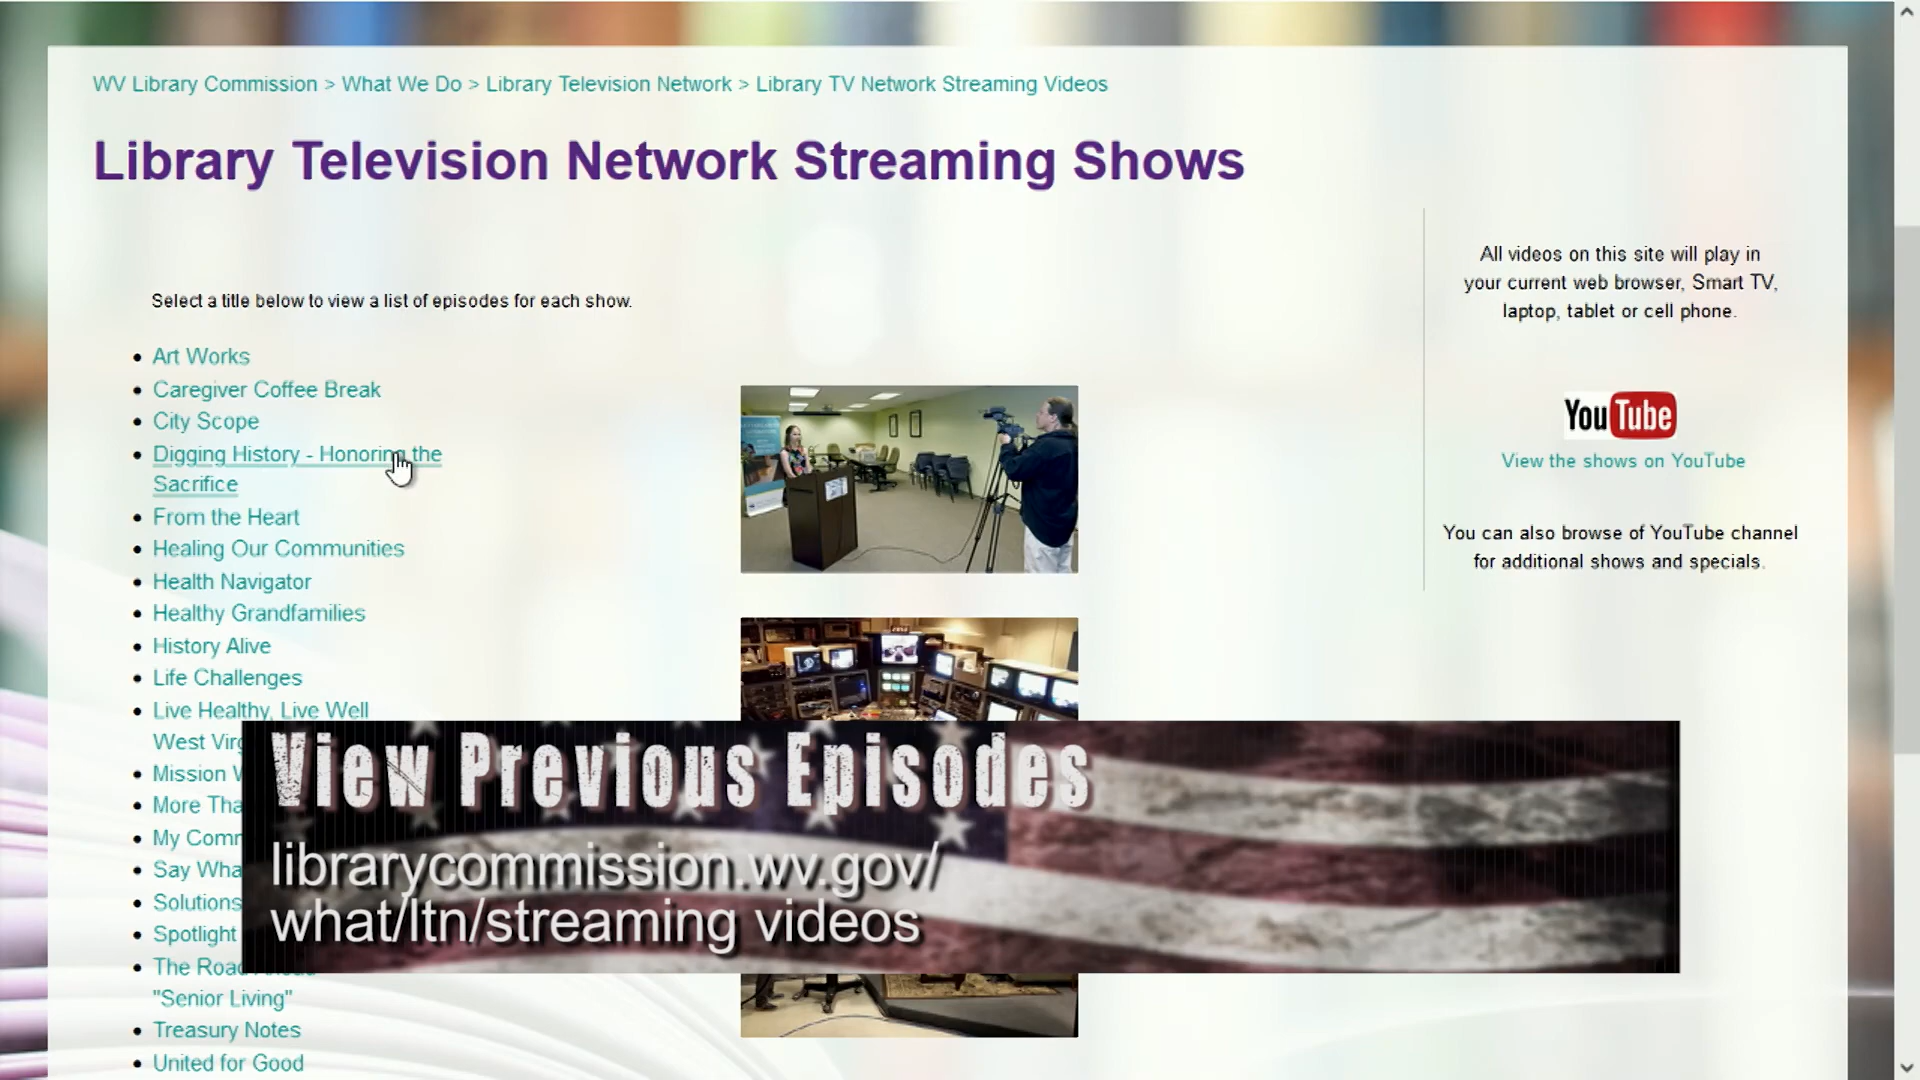 WV Library Commission > What We Do > Library Television Network > Library TV Network Streaming Videos
Library Television Network Streaming Shows
Select a title below to view a list of episodes for each show.
Art Works
Caregiver Coffee Break
City Scope
Digging History - Honoring the
Sacrifice
From the Heart
Healing Our Communities
Health Navigator
Healthy Grandfamilies
History Alive
Life Challenges
Live Healthy, Live Well
West
Mission
More
My
Say
Solutions
Spotlight
The Road Ahead
"Senior Living"
Treasury Notes
United for Good
All videos on this site will play in
your current web browser, Smart TV,
laptop, tablet or cell phone.
YouTube
View the shows on YouTube
You can also browse of YouTube channel
for additional shows and specials.
View Previous Episodes
librarycommission.wv.gov/
what/ltn/streaming videos